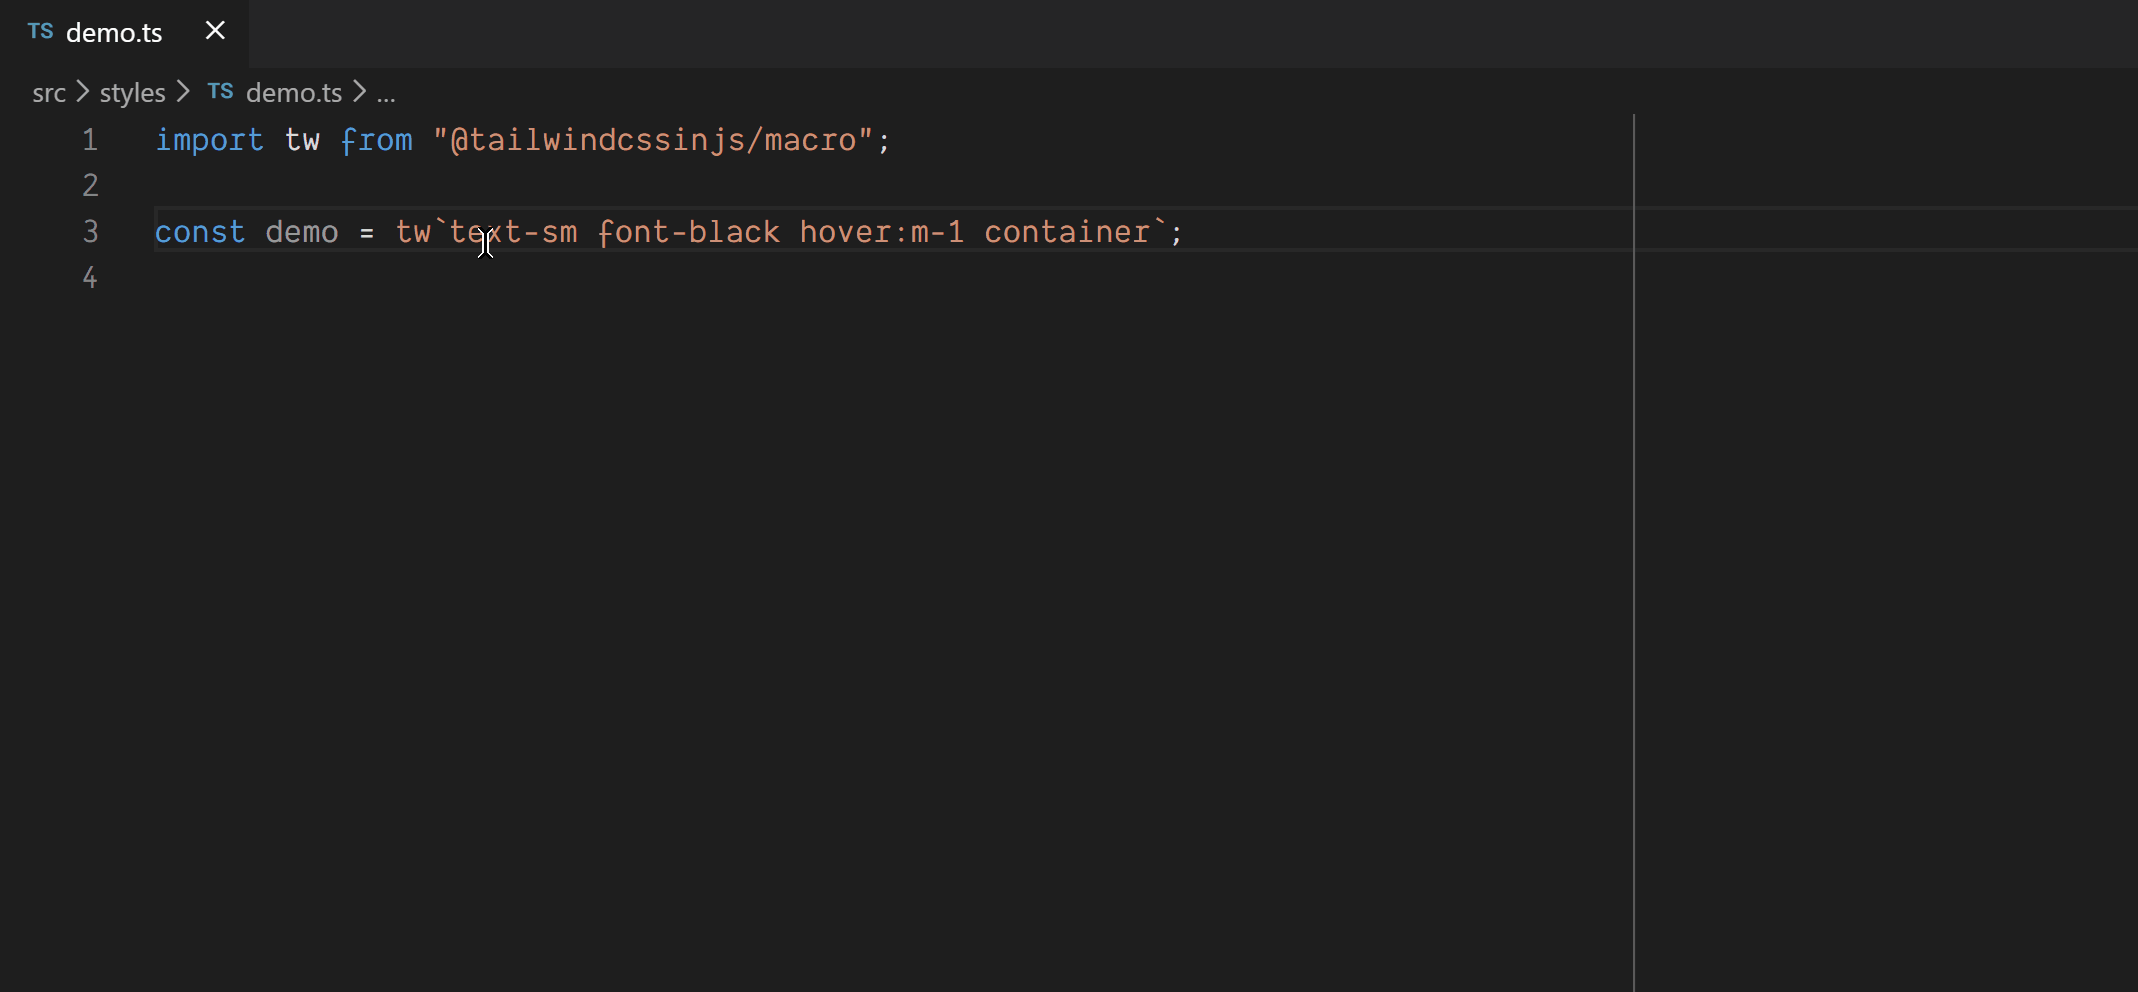 TS demo.ts
src > styles > TS demo.ts > ...
1 import tw from "@tailwindcssinjs/macro";
2
3 const demo = tw`text-sm font-black hover:m-1 container`;
4